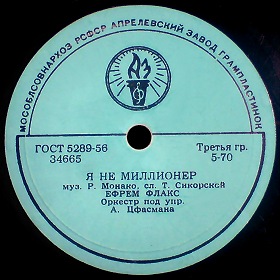 МОСОБЛСОВНАРХОЗ РСФСР АПРЕЛЕВСКИЙ ЗАВОД ГРАМПЛАСТИНОК
АЗ
ГОСТ 5289-56
34665
Третья гр.
5-70
Я НЕ МИЛЛИОНЕР
муз. Р. Монако, сл. Т. Сикорской
ЕФРЕМ ФЛАКС
Оркестр под упр.
А. Цфасмана